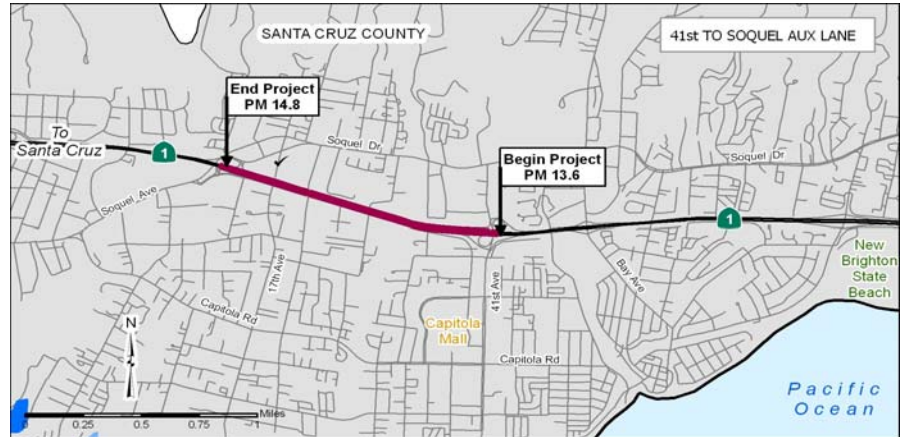 SANTA CRUZ COUNTY
41st TO SOQUEL AUX LANE
End Project
PM 14.8
To
Santa Cruz
1
Soquel Dr
Begin Project
PM 13.6
Soquel Dr
Soquel Ave
1
17th Ave
41st Ave
Bay Ave
New
Brighton
State
Beach
Capitola Rd
N
Capitola
Mall
Capitola Rd
Pacific
Ocean
Miles
0 0.25 0.5 0.75 1